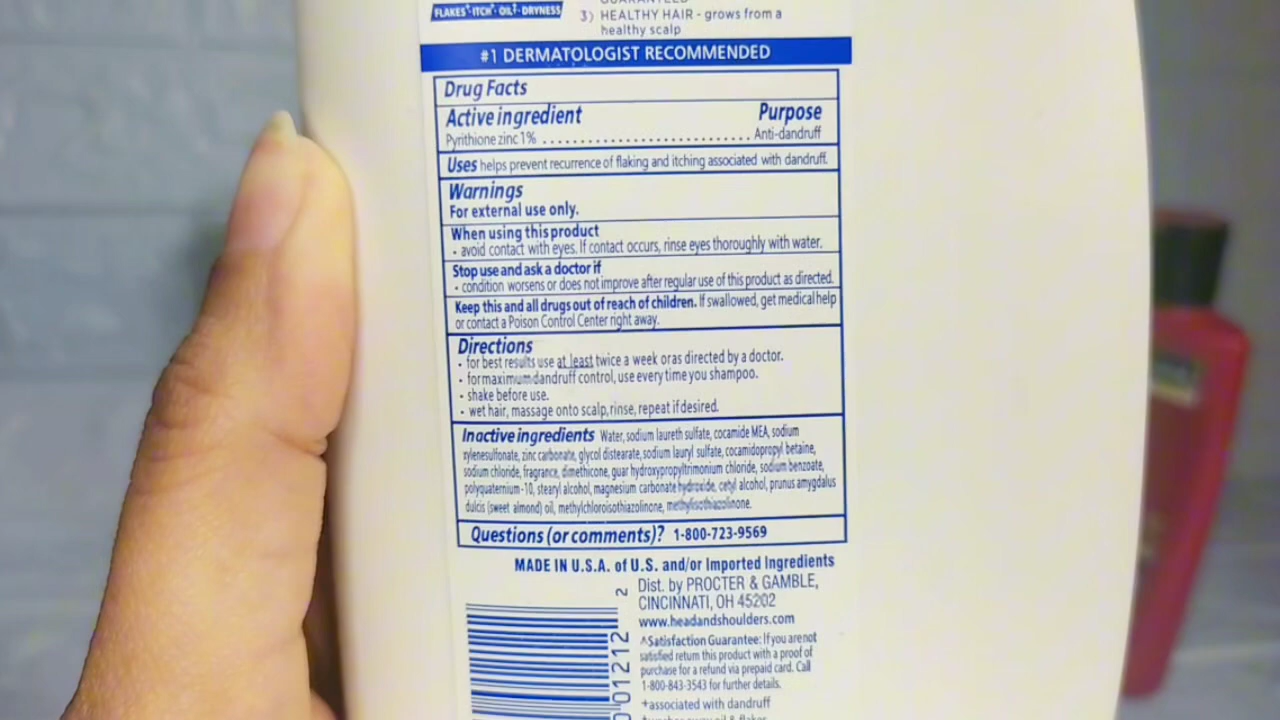 FLAKES*·ITCH*·OIL‡·DRYNESS
3) HEALTHY HAIR - grows from a
healthy scalp
#1 DERMATOLOGIST RECOMMENDED
Drug Facts
Active ingredient Purpose
Pyrithione zinc 1% ............................ Anti-dandruff
Uses helps prevent recurrence of flaking and itching associated with dandruff.
Warnings
For external use only.
When using this product
• avoid contact with eyes. If contact occurs, rinse eyes thoroughly with water.
Stop use and ask a doctor if
• condition worsens or does not improve after regular use of this product as directed.
Keep this and all drugs out of reach of children. If swallowed, get medical help
or contact a Poison Control Center right away.
Directions
• for best results use at least twice a week or as directed by a doctor.
• for maximum dandruff control, use every time you shampoo.
• shake before use.
• wet hair, massage onto scalp, rinse, repeat if desired.
Inactive ingredients Water, sodium laureth sulfate, cocamide MEA, sodium
xylenesulfonate, zinc carbonate, glycol distearate, sodium lauryl sulfate, cocamidopropyl betaine,
sodium chloride, fragrance, dimethicone, guar hydroxypropyltrimonium chloride, sodium benzoate,
polyquaternium-10, stearyl alcohol, magnesium carbonate hydroxide, cetyl alcohol, prunus amygdalus
dulcis (sweet almond) oil, methylchloroisothiazolinone, methylisothiazolinone.
Questions (or comments)? 1-800-723-9569
MADE IN U.S.A. of U.S. and/or Imported Ingredients
Dist. by PROCTER & GAMBLE,
CINCINNATI, OH 45202
www.headandshoulders.com
^Satisfaction Guarantee: If you are not
satisfied return this product with a proof of
purchase for a refund via prepaid card. Call
1-800-843-3543 for further details.
+associated with dandruff
01212 2